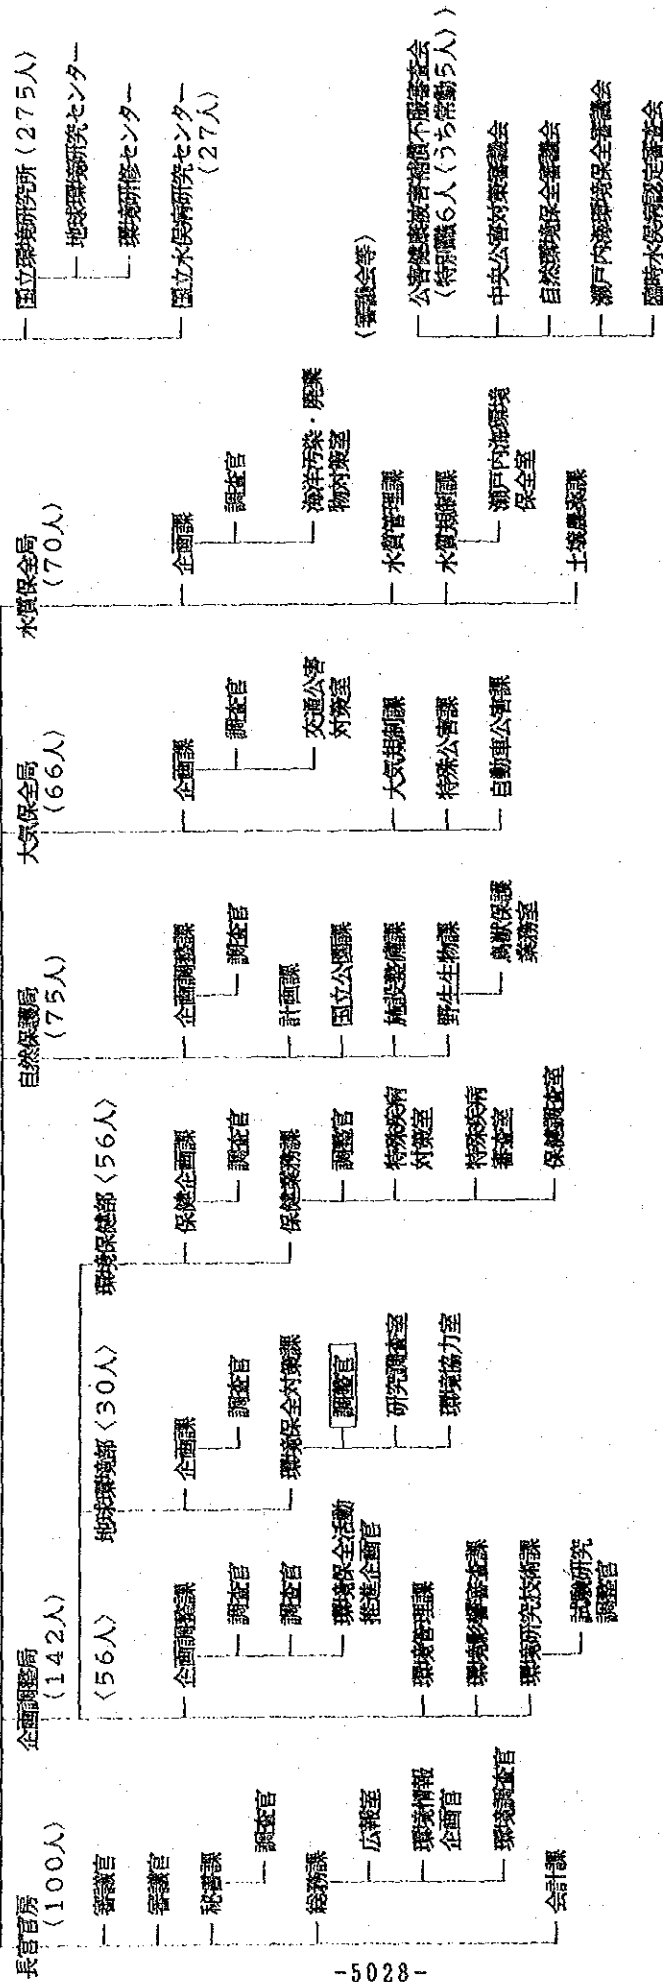 長官官房
(100人)
審議官
審議官
秘書課
調査官
総務課
広報室
環境情報
企画官
環境調査官
会計課
企画調整局
(142人)
<56人>
企画調整課
調査官
調査官
環境保全活動
推進企画官
環境管理課
環境影響審査課
環境研究技術課
試験研究
調整官
地球環境部<30人>
企画課
調査官
環境保全対策課
調整官
研究調査室
環境協力室
環境保健部<56人>
保健企画課
調査官
保健業務課
調整官
特殊疾病
対策室
特殊疾病
審査室
保健調査室
自然保護局
(75人)
企画調整課
調査官
計画課
国立公園課
施設整備課
野生生物課
鳥獣保護
業務室
大気保全局
(66人)
企画課
調査官
交通公害
対策室
大気規制課
特殊公害課
自動車公害課
水質保全局
(70人)
企画課
調査官
海洋汚染・廃棄
物対策室
水質管理課
水質規制課
瀬戸内海環境
保全室
土壌農薬課
国立環境研究所(275人)
地球環境研究センター
環境研修センター
国立水俣病研究センター
(27人)
(審議会等)
公害健康被害補償不服審査会
(特別職6人(うち常勤5人))
中央公害対策審議会
自然環境保全審議会
瀬戸内海環境保全審議会
臨時水俣病認定審査会
-5028-